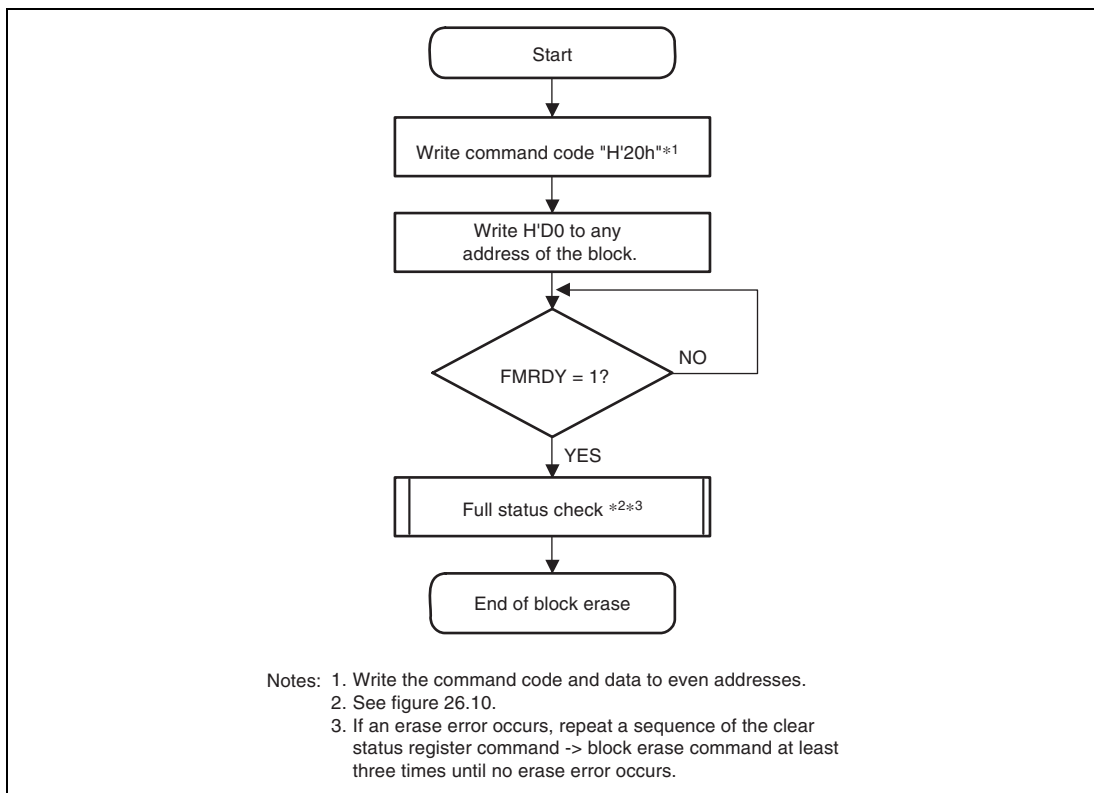 Start
Write command code "H'20h"*1
Write H'D0 to any
address of the block.
FMRDY = 1?
NO
YES
Full status check *2*3
End of block erase
Notes: 1. Write the command code and data to even addresses.
2. See figure 26.10.
3. If an erase error occurs, repeat a sequence of the clear
status register command -> block erase command at least
three times until no erase error occurs.